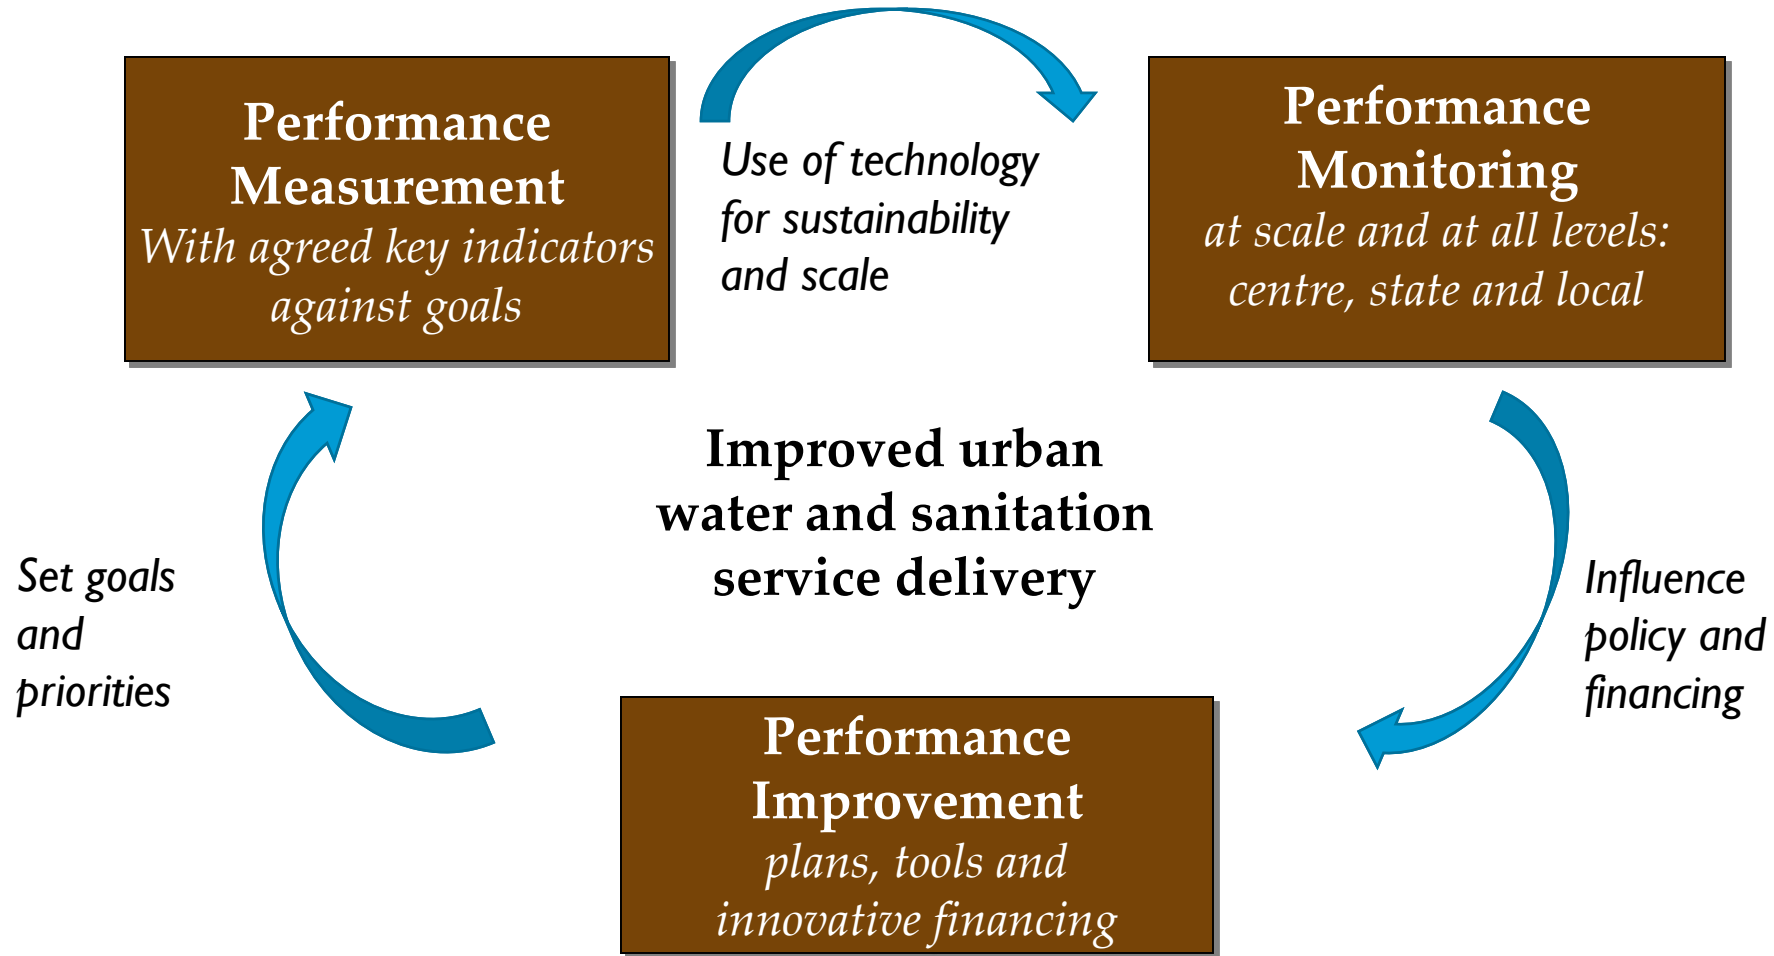 Performance
Measurement
With agreed key indicators
against goals
Use of technology
for sustainability
and scale
Performance
Monitoring
at scale and at all levels:
centre, state and local
Improved urban
water and sanitation
service delivery
Set goals
and
priorities
Influence
policy and
financing
Performance
Improvement
plans, tools and
innovative financing